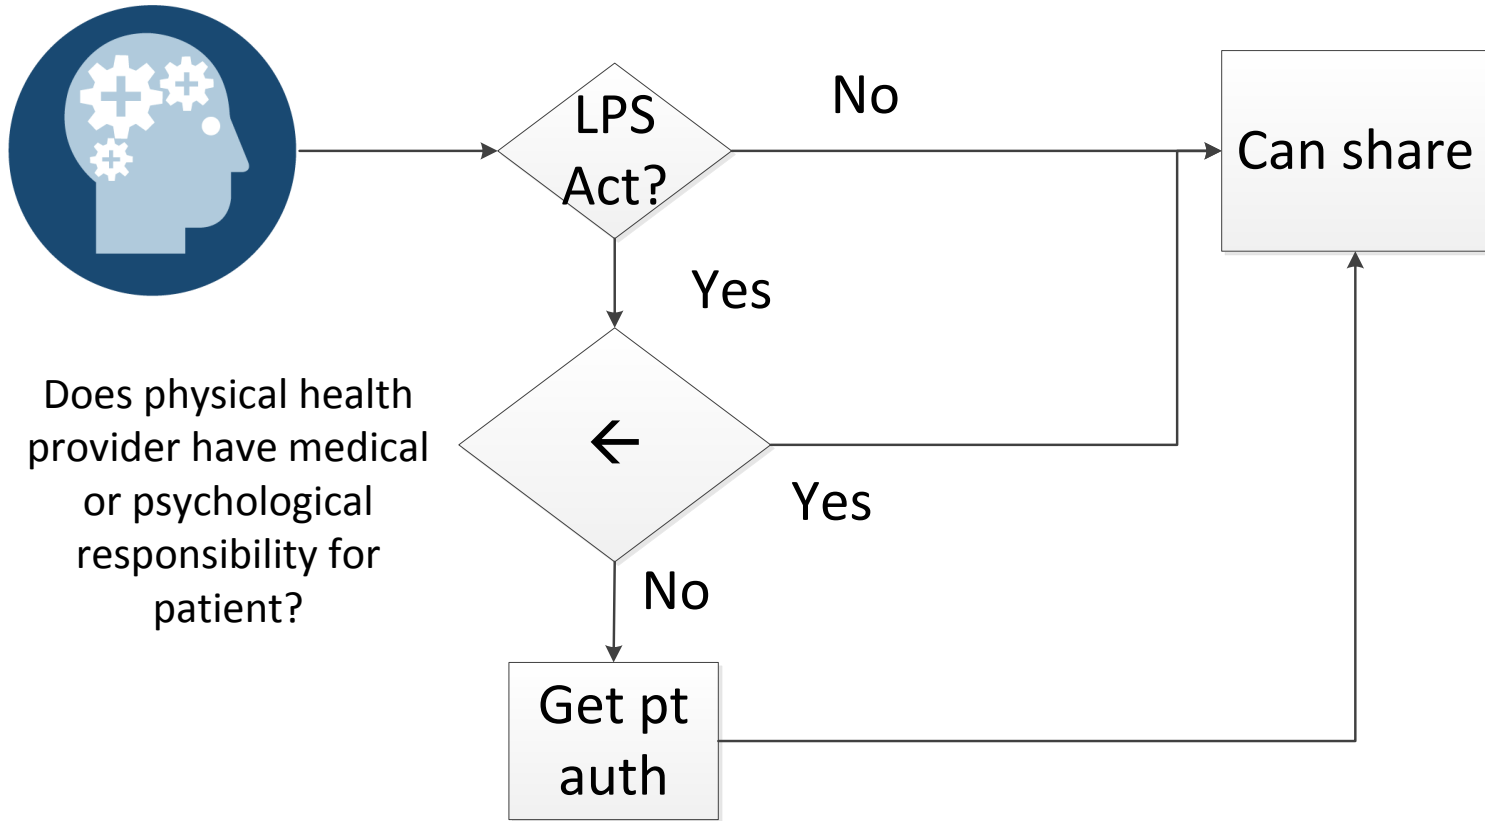 LPS
Act?
No
Can share
Yes
Does physical health
provider have medical
or psychological
responsibility for
patient?
←
Yes
No
Get pt
auth